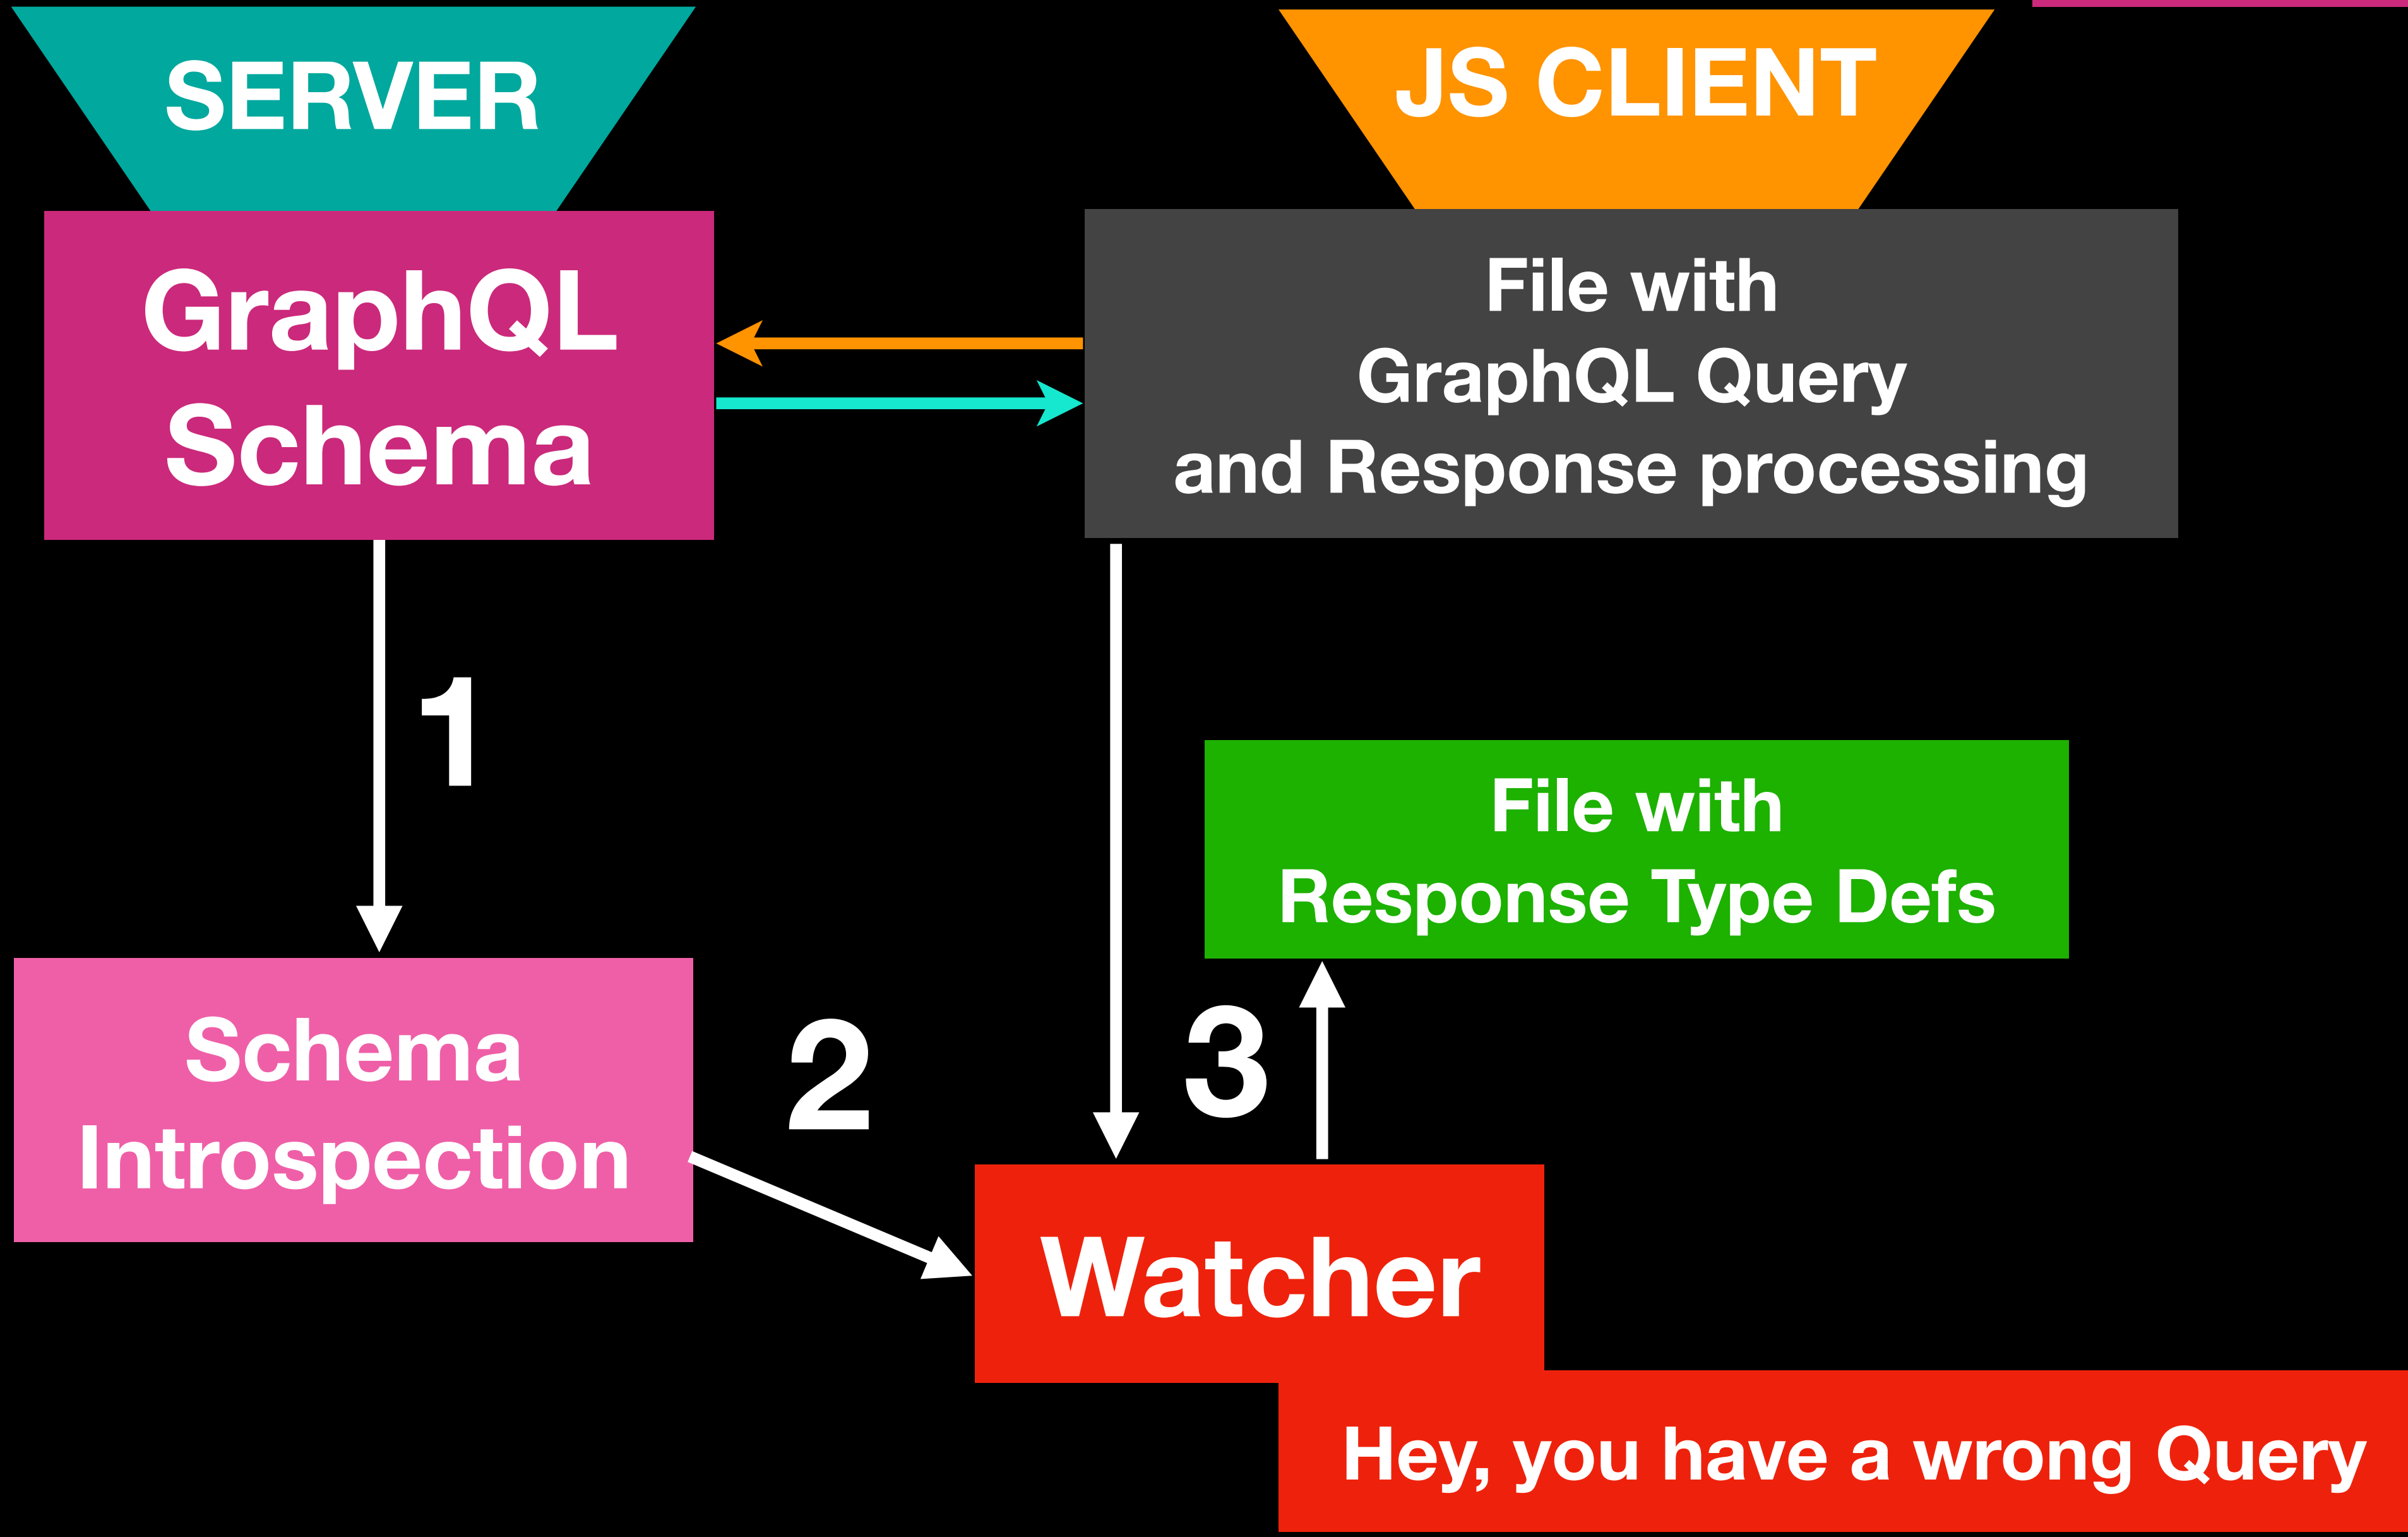 SERVER
JS CLIENT
GraphQL
Schema
File with
GraphQL Query
and Response processing
1
File with
Response Type Defs
Schema
Introspection
2
3
Watcher
Hey, you have a wrong Query